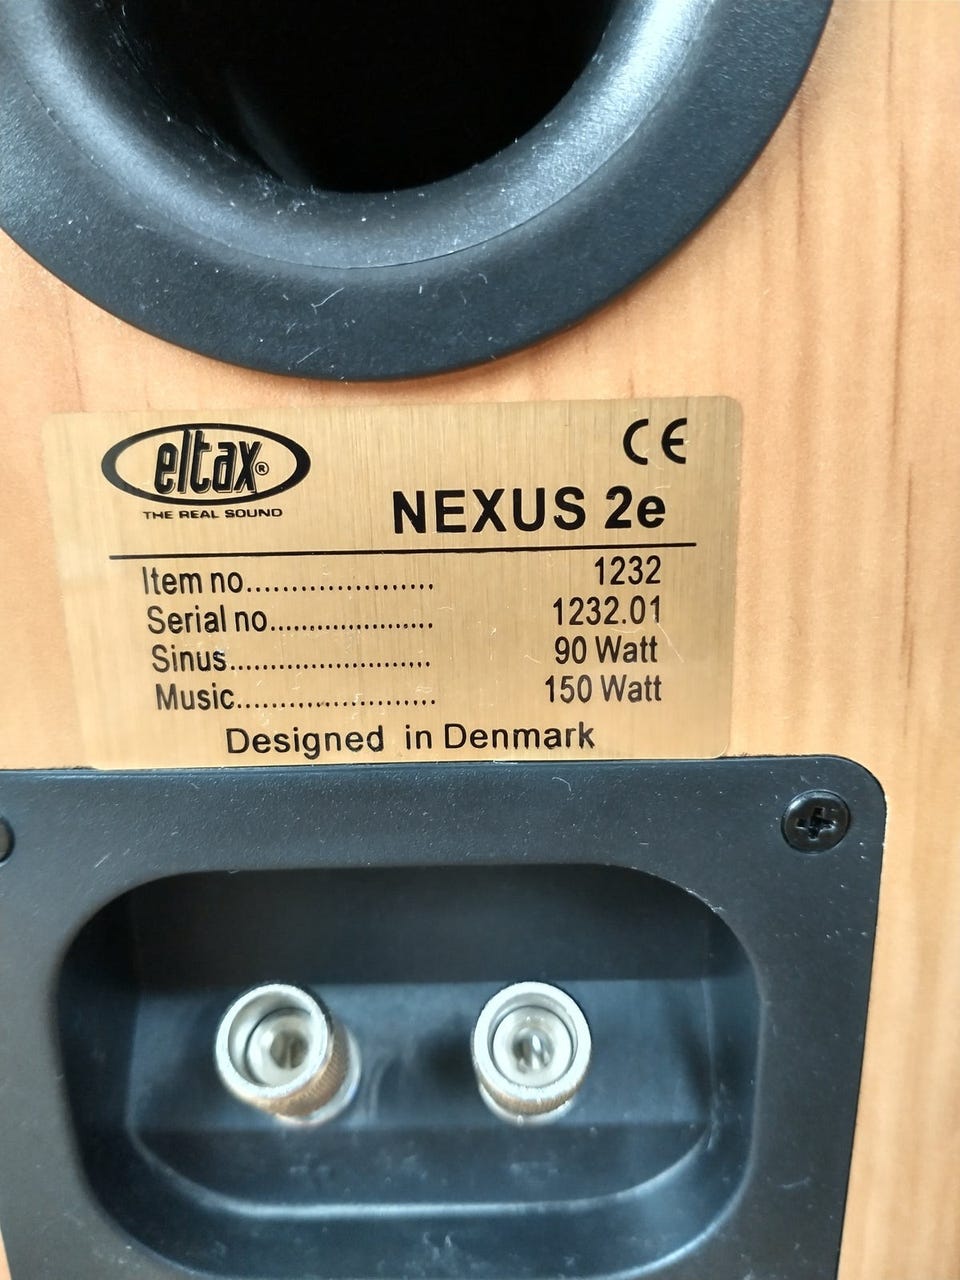 eltax®
THE REAL SOUND
CE
NEXUS 2e
Item no..................... 1232
Serial no.................... 1232.01
Sinus......................... 90 Watt
Music......................... 150 Watt
Designed in Denmark